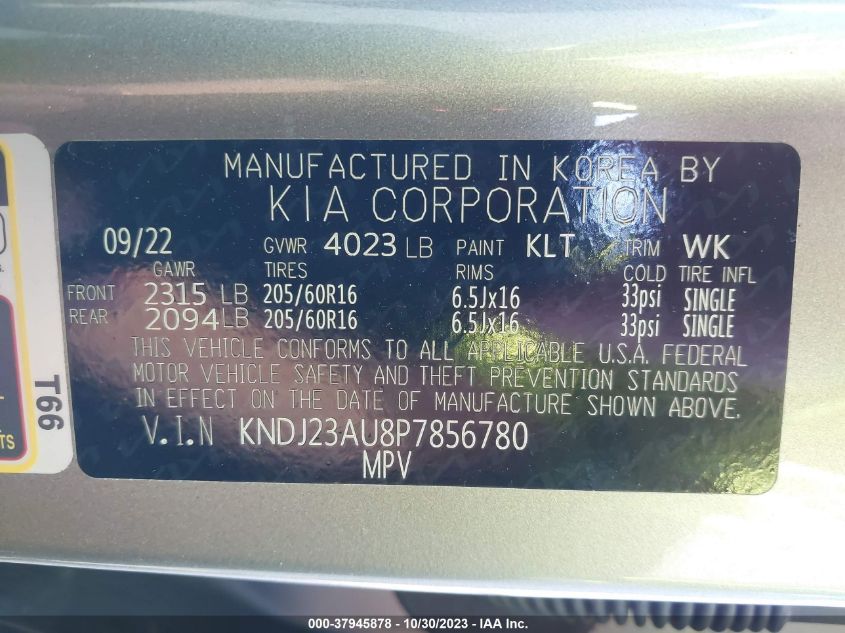 MANUFACTURED IN KOREA BY
KIA CORPORATION
09/22 GVWR 4023 LB PAINT KLT TRIM WK
GAWR TIRES RIMS COLD TIRE INFL
FRONT 2315 LB 205/60R16 6.5Jx16 33psi SINGLE
REAR 2094 LB 205/60R16 6.5Jx16 33psi SINGLE
THIS VEHICLE CONFORMS TO ALL APPLICABLE U.S.A. FEDERAL
MOTOR VEHICLE SAFETY AND THEFT PREVENTION STANDARDS
IN EFFECT ON THE DATE OF MANUFACTURE SHOWN ABOVE.
V.I.N KNDJ23AU8P7856780
MPV
T66
000-37945878 - 10/30/2023 - © IAA Inc.